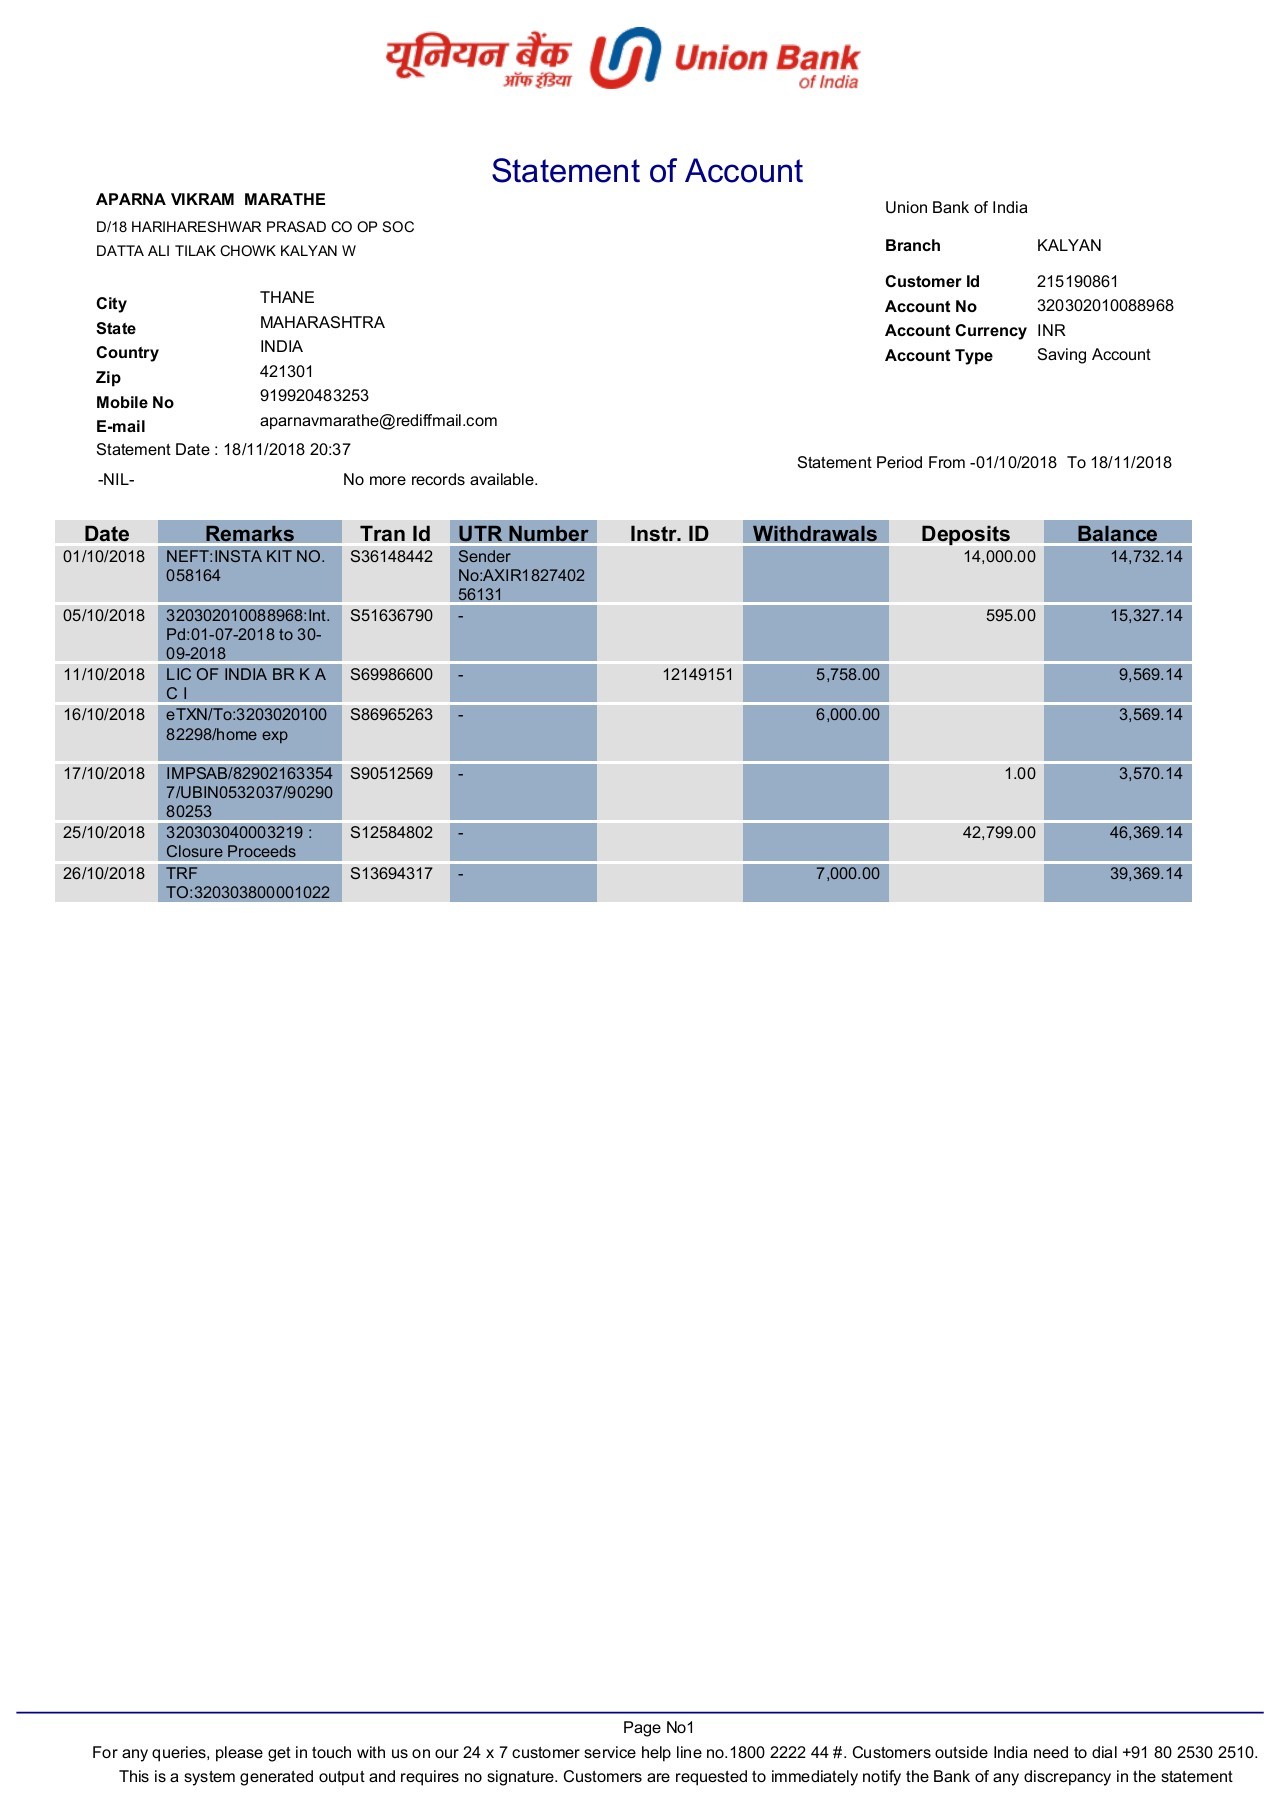 यूनियन बैंक
ऑफ इंडिया
Union Bank
of India
Statement of Account
APARNA VIKRAM  MARATHE
D/18 HARIHARESHWAR PRASAD CO OP SOC
DATTA ALI TILAK CHOWK KALYAN W
City THANE
State MAHARASHTRA
Country INDIA
Zip 421301
Mobile No 919920483253
E-mail aparnavmarathe@rediffmail.com
Statement Date : 18/11/2018 20:37
Union Bank of India
Branch KALYAN
Customer Id 215190861
Account No 320302010088968
Account Currency INR
Account Type Saving Account
Statement Period From -01/10/2018  To 18/11/2018
-NIL- No more records available.
Date Remarks Tran Id UTR Number Instr. ID Withdrawals Deposits Balance
01/10/2018 NEFT:INSTA KIT NO. S36148442 Sender 14,000.00 14,732.14
058164 No:AXIR1827402
56131
05/10/2018 320302010088968:Int. S51636790 - 595.00 15,327.14
Pd:01-07-2018 to 30-
09-2018
11/10/2018 LIC OF INDIA BR K A S69986600 - 12149151 5,758.00 9,569.14
C I
16/10/2018 eTXN/To:3203020100 S86965263 - 6,000.00 3,569.14
82298/home exp
17/10/2018 IMPSAB/82902163354 S90512569 - 1.00 3,570.14
7/UBIN0532037/90290
80253
25/10/2018 320303040003219 : S12584802 - 42,799.00 46,369.14
Closure Proceeds
26/10/2018 TRF S13694317 - 7,000.00 39,369.14
TO:320303800001022
Page No1
For any queries, please get in touch with us on our 24 x 7 customer service help line no.1800 2222 44 #. Customers outside India need to dial +91 80 2530 2510.
This is a system generated output and requires no signature. Customers are requested to immediately notify the Bank of any discrepancy in the statement